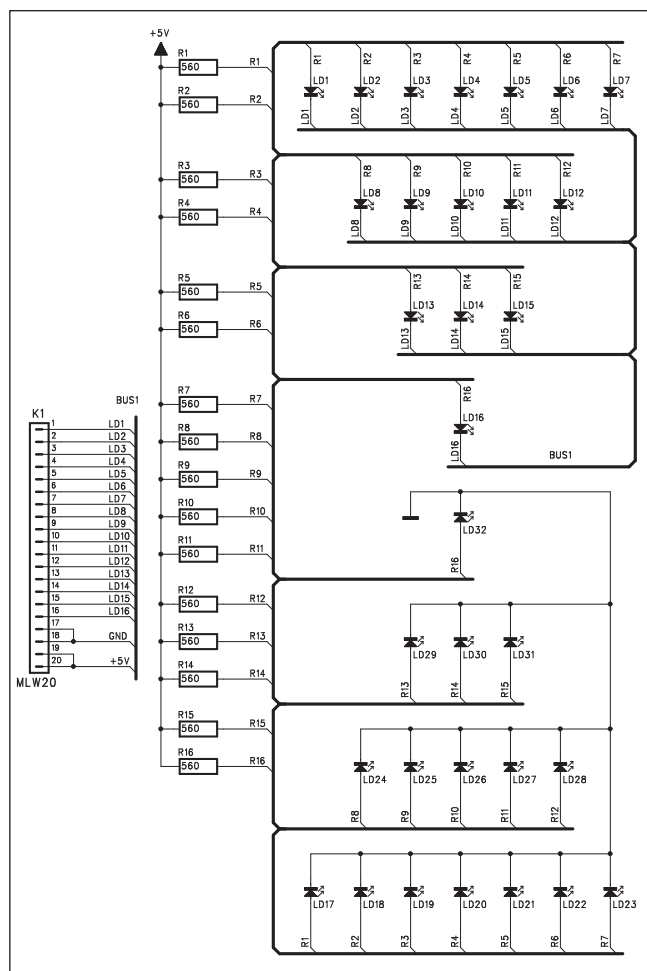 +5V
R1
560
R1
R2
560
R2
R3
560
R3
R4
560
R4
R5
560
R5
R6
560
R6
R7
560
R7
R8
560
R8
R9
560
R9
R10
560
R10
R11
560
R11
R12
560
R12
R13
560
R13
R14
560
R14
R15
560
R15
R16
560
R16
R1 R2 R3 R4 R5 R6 R7
LD1 LD2 LD3 LD4 LD5 LD6 LD7
LD1 LD2 LD3 LD4 LD5 LD6 LD7
R8 R9 R10 R11 R12
LD8 LD9 LD10 LD11 LD12
LD8 LD9 LD10 LD11 LD12
R13 R14 R15
LD13 LD14 LD15
LD13 LD14 LD15
R16
LD16
LD16
BUS1
LD32
R16
LD29 LD30 LD31
R13 R14 R15
LD24 LD25 LD26 LD27 LD28
R8 R9 R10 R11 R12
LD17 LD18 LD19 LD20 LD21 LD22 LD23
R1 R2 R3 R4 R5 R6 R7
BUS1
K1
1 LD1
2 LD2
3 LD3
4 LD4
5 LD5
6 LD6
7 LD7
8 LD8
9 LD9
10 LD10
11 LD11
12 LD12
13 LD13
14 LD14
15 LD15
16 LD16
17
18 GND
19
20 +5V
MLW20